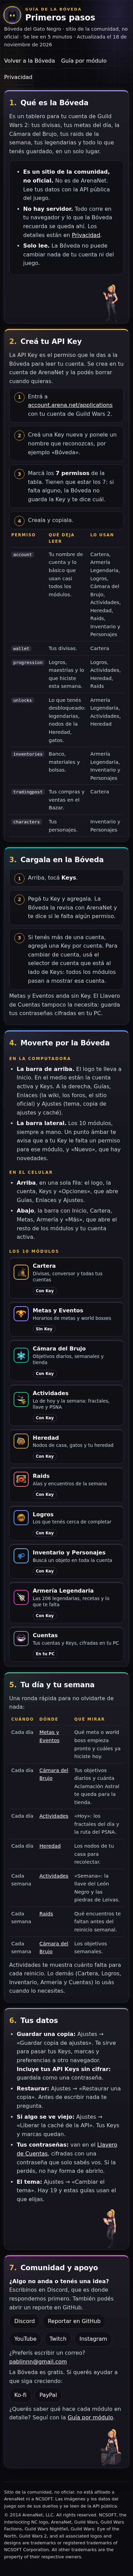 GUÍA DE LA BÓVEDA
Primeros pasos
Bóveda del Gato Negro · sitio de la comunidad, no
oficial · Se lee en 5 minutos · Actualizada el 18 de
noviembre de 2026
Volver a la Bóveda Guía por módulo
Privacidad
1. Qué es la Bóveda
Es un tablero para tu cuenta de Guild
Wars 2: tus divisas, metas del día, tu
Cámara del Brujo, tus raids de la
semana, tus legendarias y todo lo que
tenés guardado, en un solo lugar.
• Es un sitio de la comunidad,
no oficial. No es de ArenaNet.
Lee tus datos con la API pública
del juego.
• No hay servidor. Todo corre en
tu navegador y lo que la Bóveda
recuerda se queda ahí. Los
detalles están en Privacidad.
• Solo lee. La Bóveda no puede
cambiar nada de tu cuenta ni del
juego.
2. Creá tu API Key
La API Key es el permiso que le das a la
Bóveda para leer tu cuenta. Se crea en tu
cuenta de ArenaNet y la podés borrar
cuando quieras.
1 Entrá a
account.arena.net/applications
con tu cuenta de Guild Wars 2.
2 Creá una Key nueva y ponele un
nombre que reconozcas, por
ejemplo «Bóveda».
3 Marcá los 7 permisos de la
tabla. Tienen que estar los 7: si
falta alguno, la Bóveda no
guarda la Key y te dice cuál.
4 Creala y copiala.
PERMISO QUÉ DEJA LEER LO USAN
account Tu nombre de cuenta y lo básico que usan casi todos los módulos. Cartera, Armería Legendaria, Logros, Cámara del Brujo, Actividades, Heredad, Raids, Inventario y Personajes
wallet Tus divisas. Cartera
progression Logros, maestrías y lo que hiciste esta semana. Logros, Actividades, Heredad, Raids
unlocks Lo que tenés desbloqueado: legendarias, nodos de la Heredad, gatos. Armería Legendaria, Actividades, Heredad
inventories Banco, materiales y bolsas. Armería Legendaria, Inventario y Personajes
tradingpost Tus compras y ventas en el Bazar. Cartera
characters Tus personajes. Inventario y Personajes
3. Cargala en la Bóveda
1 Arriba, tocá Keys.
2 Pegá tu Key y agregala. La
Bóveda la revisa con ArenaNet y
te dice si le falta algún permiso.
3 Si tenés más de una cuenta,
agregá una Key por cuenta. Para
cambiar de cuenta, usá el
selector de cuenta que está al
lado de Keys: todos los módulos
pasan a mostrar esa cuenta.
Metas y Eventos anda sin Key. El Llavero
de Cuentas tampoco la necesita: guarda
tus contraseñas cifradas en tu PC.
4. Moverte por la Bóveda
EN LA COMPUTADORA
• La barra de arriba. El logo te lleva a
Inicio. En el medio están la cuenta
activa y Keys. A la derecha, Guías,
Enlaces (la wiki, los foros, el sitio
oficial) y Ajustes (tema, copia de
ajustes y caché).
• La barra lateral. Los 10 módulos,
siempre a mano. Un puntito ámbar te
avisa que a tu Key le falta un permiso
para ese módulo, y «Nuevo», que hay
novedades.
EN EL CELULAR
• Arriba, en una sola fila: el logo, la
cuenta, Keys y «Opciones», que abre
Guías, Enlaces y Ajustes.
• Abajo, la barra con Inicio, Cartera,
Metas, Armería y «Más», que abre el
resto de los módulos y tu cuenta
activa.
LOS 10 MÓDULOS
Cartera
Divisas, conversor y todas tus
cuentas
Con Key
Metas y Eventos
Horarios de metas y world bosses
Sin Key
Cámara del Brujo
Objetivos diarios, semanales y
tienda
Con Key
Actividades
Lo de hoy y la semana: fractales,
llave y PSNA
Con Key
Heredad
Nodos de casa, gatos y tu heredad
Con Key
Raids
Alas y encuentros de la semana
Con Key
Logros
Los que tenés cerca de completar
Con Key
Inventario y Personajes
Buscá un objeto en toda la cuenta
Con Key
Armería Legendaria
Las 208 legendarias, recetas y lo
que te falta
Con Key
Cuentas
Tus cuentas y Keys, cifradas en tu PC
En tu PC
5. Tu día y tu semana
Una ronda rápida para no olvidarte de
nada:
CUÁNDO DÓNDE QUÉ MIRAR
Cada día Metas y Eventos Qué meta o world boss empieza pronto y cuáles ya hiciste hoy.
Cada día Cámara del Brujo Tus objetivos diarios y cuánta Aclamación Astral te queda para la tienda.
Cada día Actividades «Hoy»: los fractales del día y la ruta del PSNA.
Cada día Heredad Los nodos de tu casa para recolectar.
Cada semana Actividades «Semana»: la llave del León Negro y las piedras de Larvas.
Cada semana Raids Qué encuentros te faltan antes del reinicio semanal.
Cada semana Cámara del Brujo Los objetivos semanales.
Actividades te muestra cuánto falta para
cada reinicio. Lo demás (Cartera, Logros,
Inventario, Armería y Cuentas) lo usás
cuando lo necesites.
6. Tus datos
• Guardar una copia: Ajustes →
«Guardar copia de ajustes». Te sirve
para pasar tus Keys, marcas y
preferencias a otro navegador.
Incluye tus API Keys sin cifrar:
guardala como una contraseña.
• Restaurar: Ajustes → «Restaurar una
copia». Antes de escribir nada te
pregunta.
• Si algo se ve viejo: Ajustes →
«Liberar caché de la API». Tus Keys
y marcas quedan.
• Tus contraseñas: van en el Llavero
de Cuentas, cifradas con una
contraseña que solo sabés vos. Si la
perdés, no hay forma de abrirlo.
• El tema: Ajustes → «Cambiar el
tema». Hay 19 y estas guías usan el
que elijas.
7. Comunidad y apoyo
¿Algo no anda o tenés una idea?
Escribinos en Discord, que es donde
respondemos primero. También podés
abrir un reporte en GitHub.
Discord Reportar en GitHub
YouTube Twitch Instagram
¿Preferís escribir un correo?
pablinnn@gmail.com
La Bóveda es gratis. Si querés ayudar a
que siga creciendo:
Ko-fi PayPal
¿Querés saber qué hace cada módulo en
detalle? Seguí con la Guía por módulo.
Sitio de la comunidad, no oficial; no está afiliado a
ArenaNet ni a NCSOFT. Las imágenes y los datos del
juego son de sus dueños y se leen de la API pública.
© 2014 ArenaNet, LLC. All rights reserved. NCSOFT, the
interlocking NC logo, ArenaNet, Guild Wars, Guild Wars
Factions, Guild Wars Nightfall, Guild Wars: Eye of the
North, Guild Wars 2, and all associated logos and
designs are trademarks or registered trademarks of
NCSOFT Corporation. All other trademarks are the
property of their respective owners.